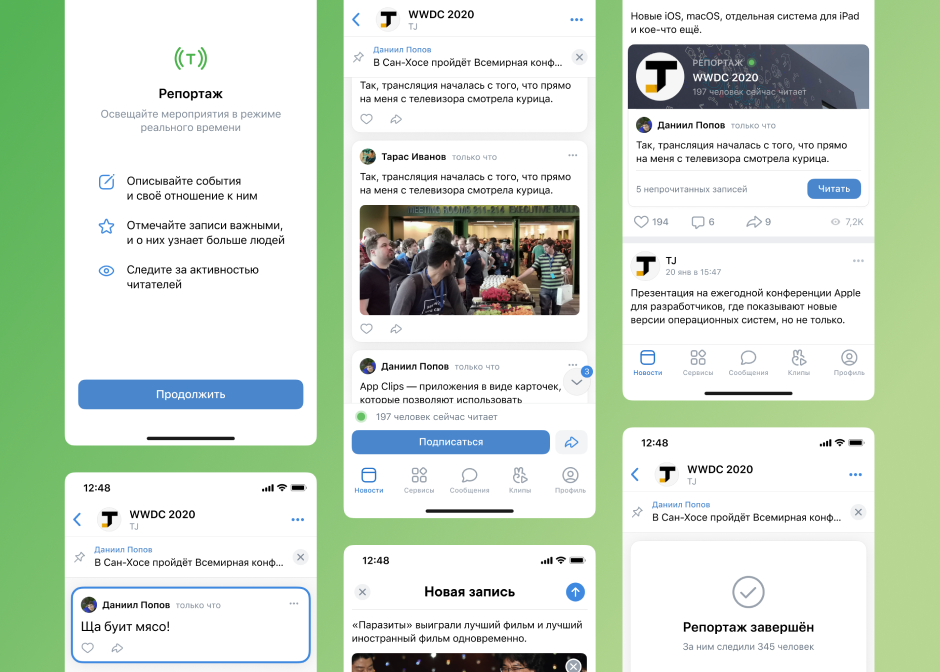 Репортаж
Освещайте мероприятия в режиме
реального времени
Описывайте события
и своё отношение к ним
Отмечайте записи важными,
и о них узнает больше людей
Следите за активностью
читателей
Продолжить
12:48
WWDC 2020
TJ
Даниил Попов
В Сан-Хосе пройдёт Всемирная конф...
Даниил Попов только что
Ща буит мясо!
WWDC 2020
TJ
Даниил Попов
В Сан-Хосе пройдёт Всемирная конф...
Так, трансляция началась с того, что прямо
на меня с телевизора смотрела курица.
Тарас Иванов только что
Так, трансляция началась с того, что прямо
на меня с телевизора смотрела курица.
MEETING ROOMS 211-214 EXECUTIVE BALLR
Даниил Попов только что
3
App Clips — приложения в виде карточек,
которые позволяют использовать
197 человек сейчас читает
Подписаться
Новости Сервисы Сообщения Клипы Профиль
12:48
Новая запись
«Паразиты» выиграли лучший фильм и лучший
иностранный фильм одновременно.
Новые iOS, macOS, отдельная система для iPad
и кое-что ещё.
РЕПОРТАЖ
WWDC 2020
197 человек сейчас читает
Даниил Попов только что
Так, трансляция началась с того, что прямо
на меня с телевизора смотрела курица.
5 непрочитанных записей
Читать
194 6 9 7,2K
TJ
20 янв в 15:47
Презентация на ежегодной конференции Apple
для разработчиков, где показывают новые
версии операционных систем, но не только.
Новости Сервисы Сообщения Клипы Профиль
12:48
WWDC 2020
TJ
Даниил Попов
В Сан-Хосе пройдёт Всемирная конф...
Репортаж завершён
За ним следили 345 человек